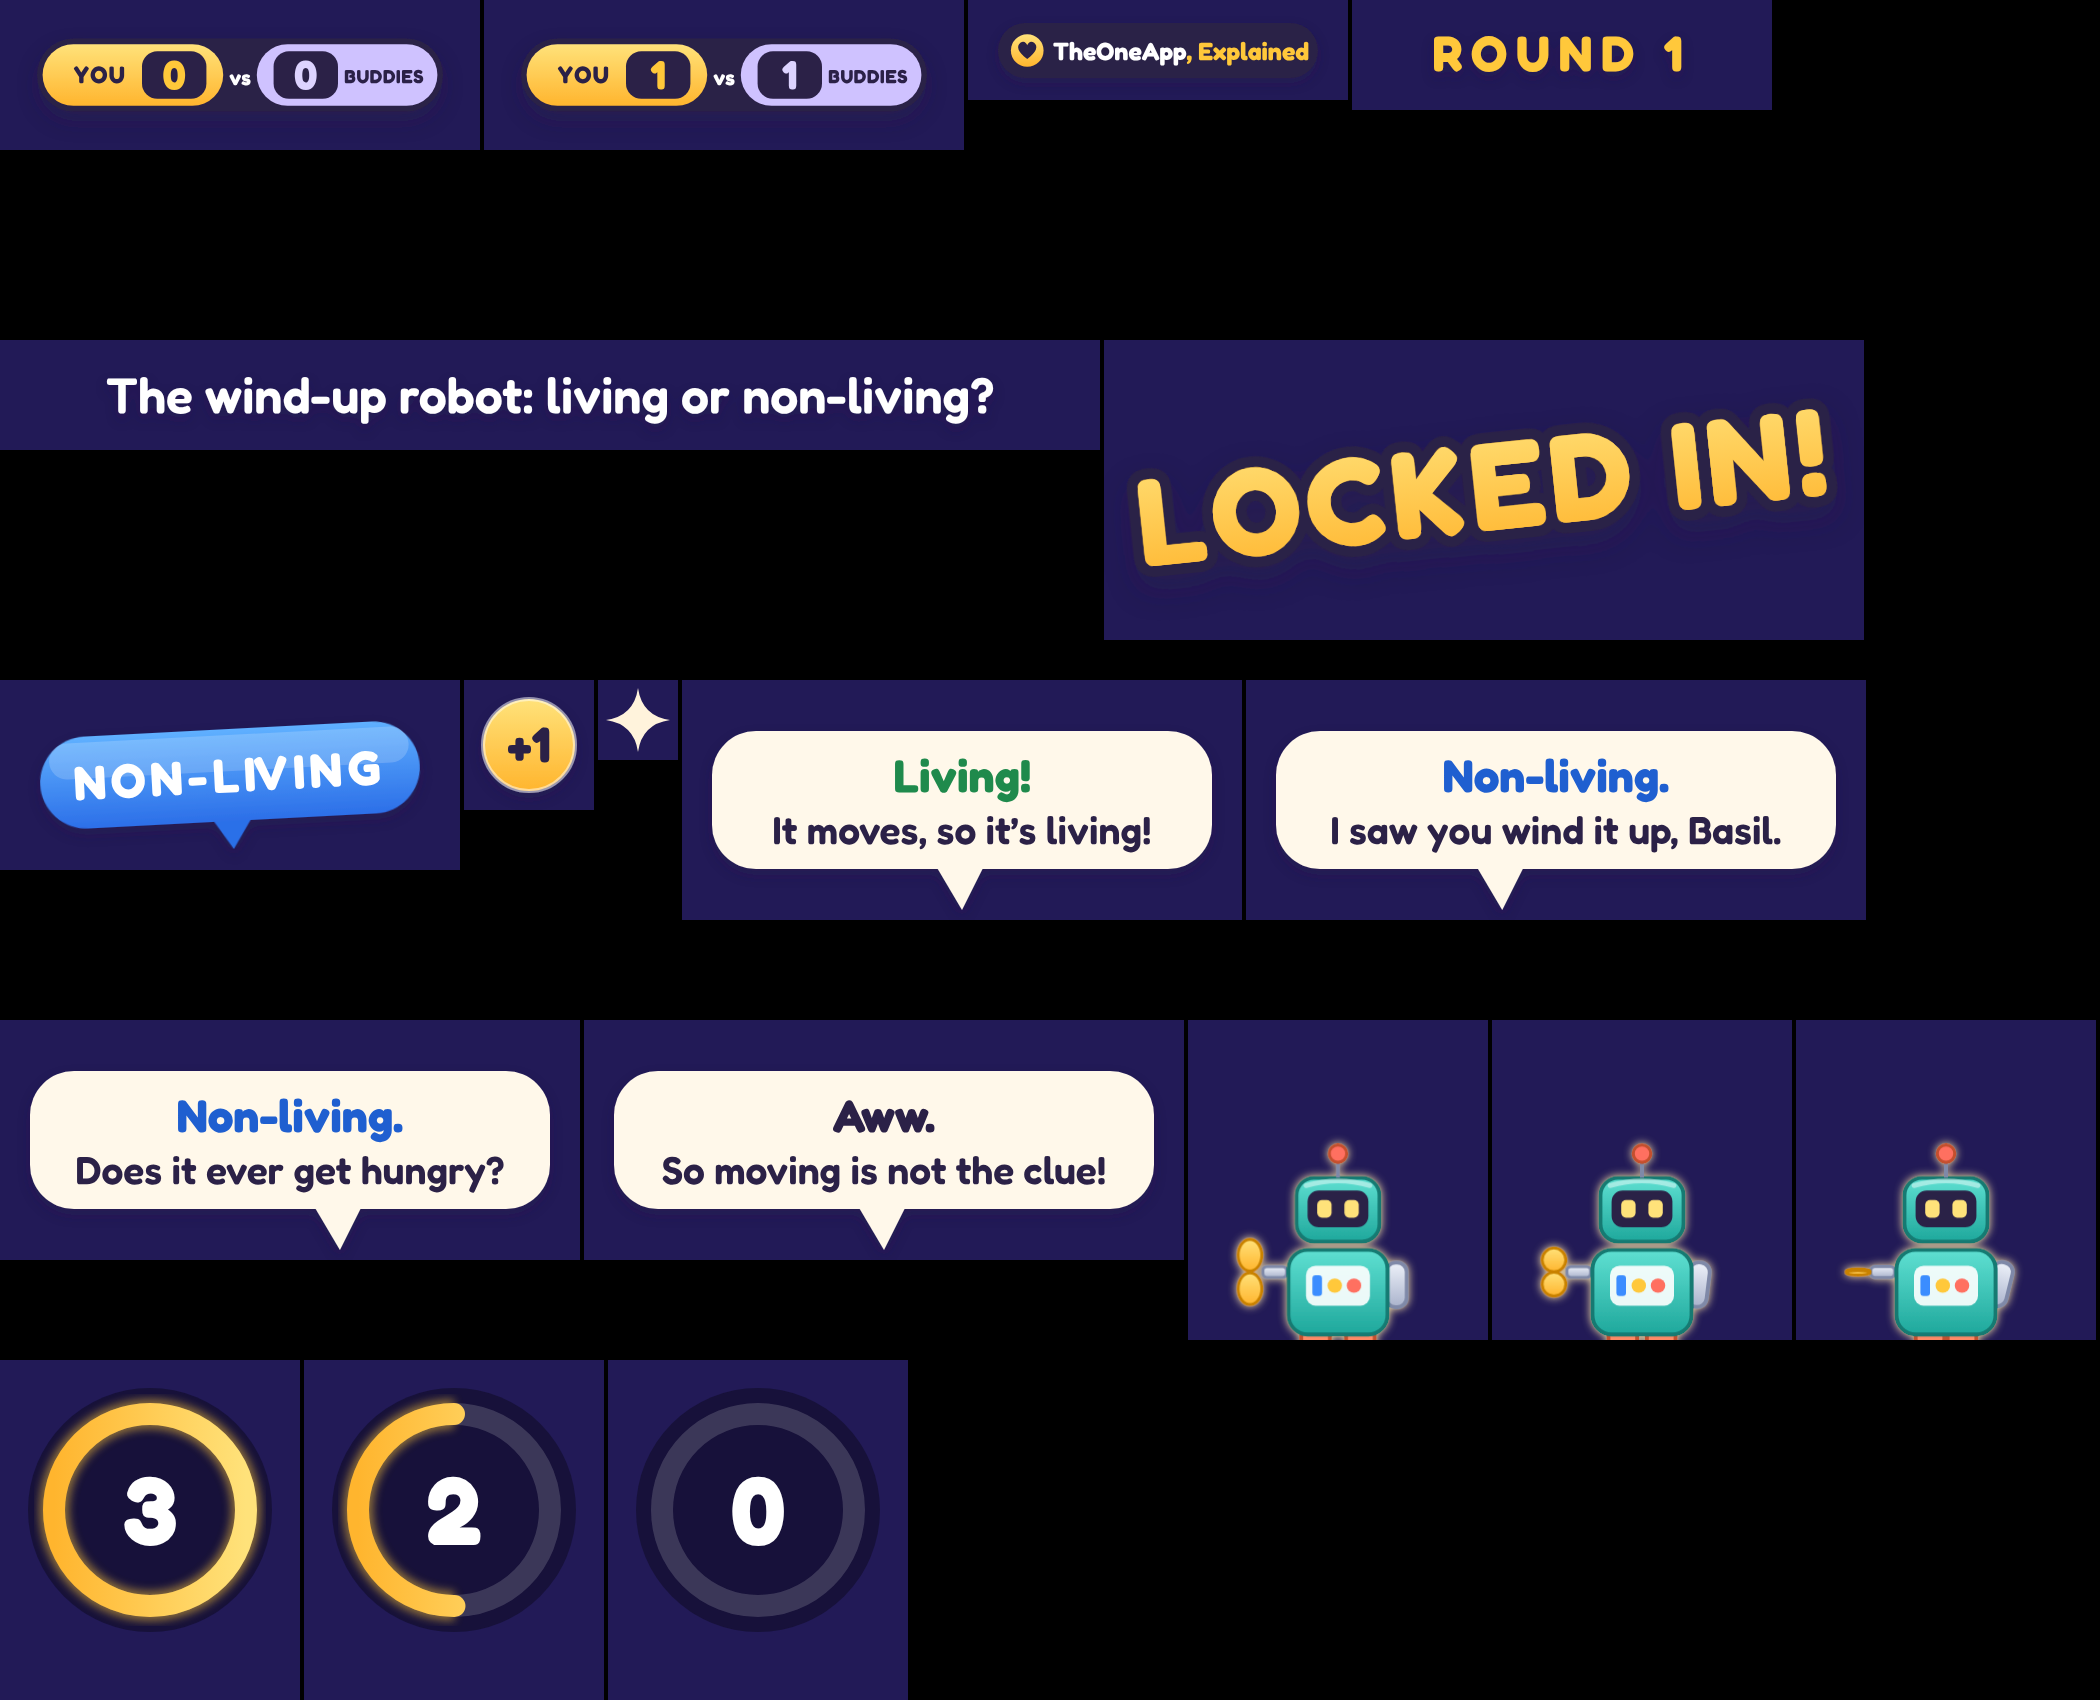 YOU 0 vs 0 BUDDIES
YOU 1 vs 1 BUDDIES
TheOneApp, Explained
ROUND 1
The wind-up robot: living or non-living?
LOCKED IN!
NON-LIVING
+1
Living!
It moves, so it’s living!
Non-living.
I saw you wind it up, Basil.
Non-living.
Does it ever get hungry?
Aww.
So moving is not the clue!
3
2
0